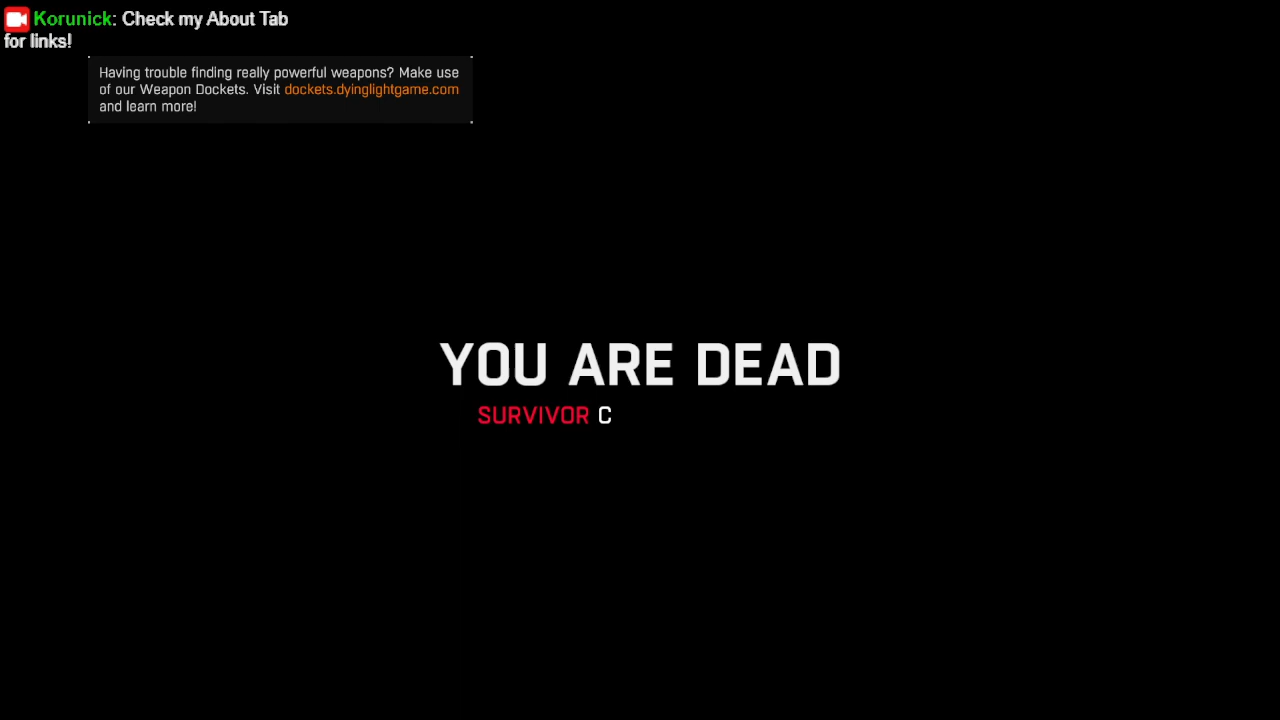 Korunick: Check my About Tab
for links!
Having trouble finding really powerful weapons? Make use
of our Weapon Dockets. Visit dockets.dyinglightgame.com
and learn more!
YOU ARE DEAD
SURVIVOR C